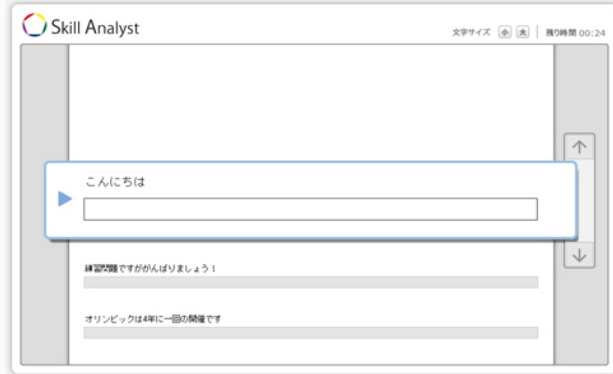 Skill Analyst
文字サイズ 小 大 残り時間 00:24
こんにちは
練習問題ですががんばりましょう!
オリンピックは4年に一回の開催です